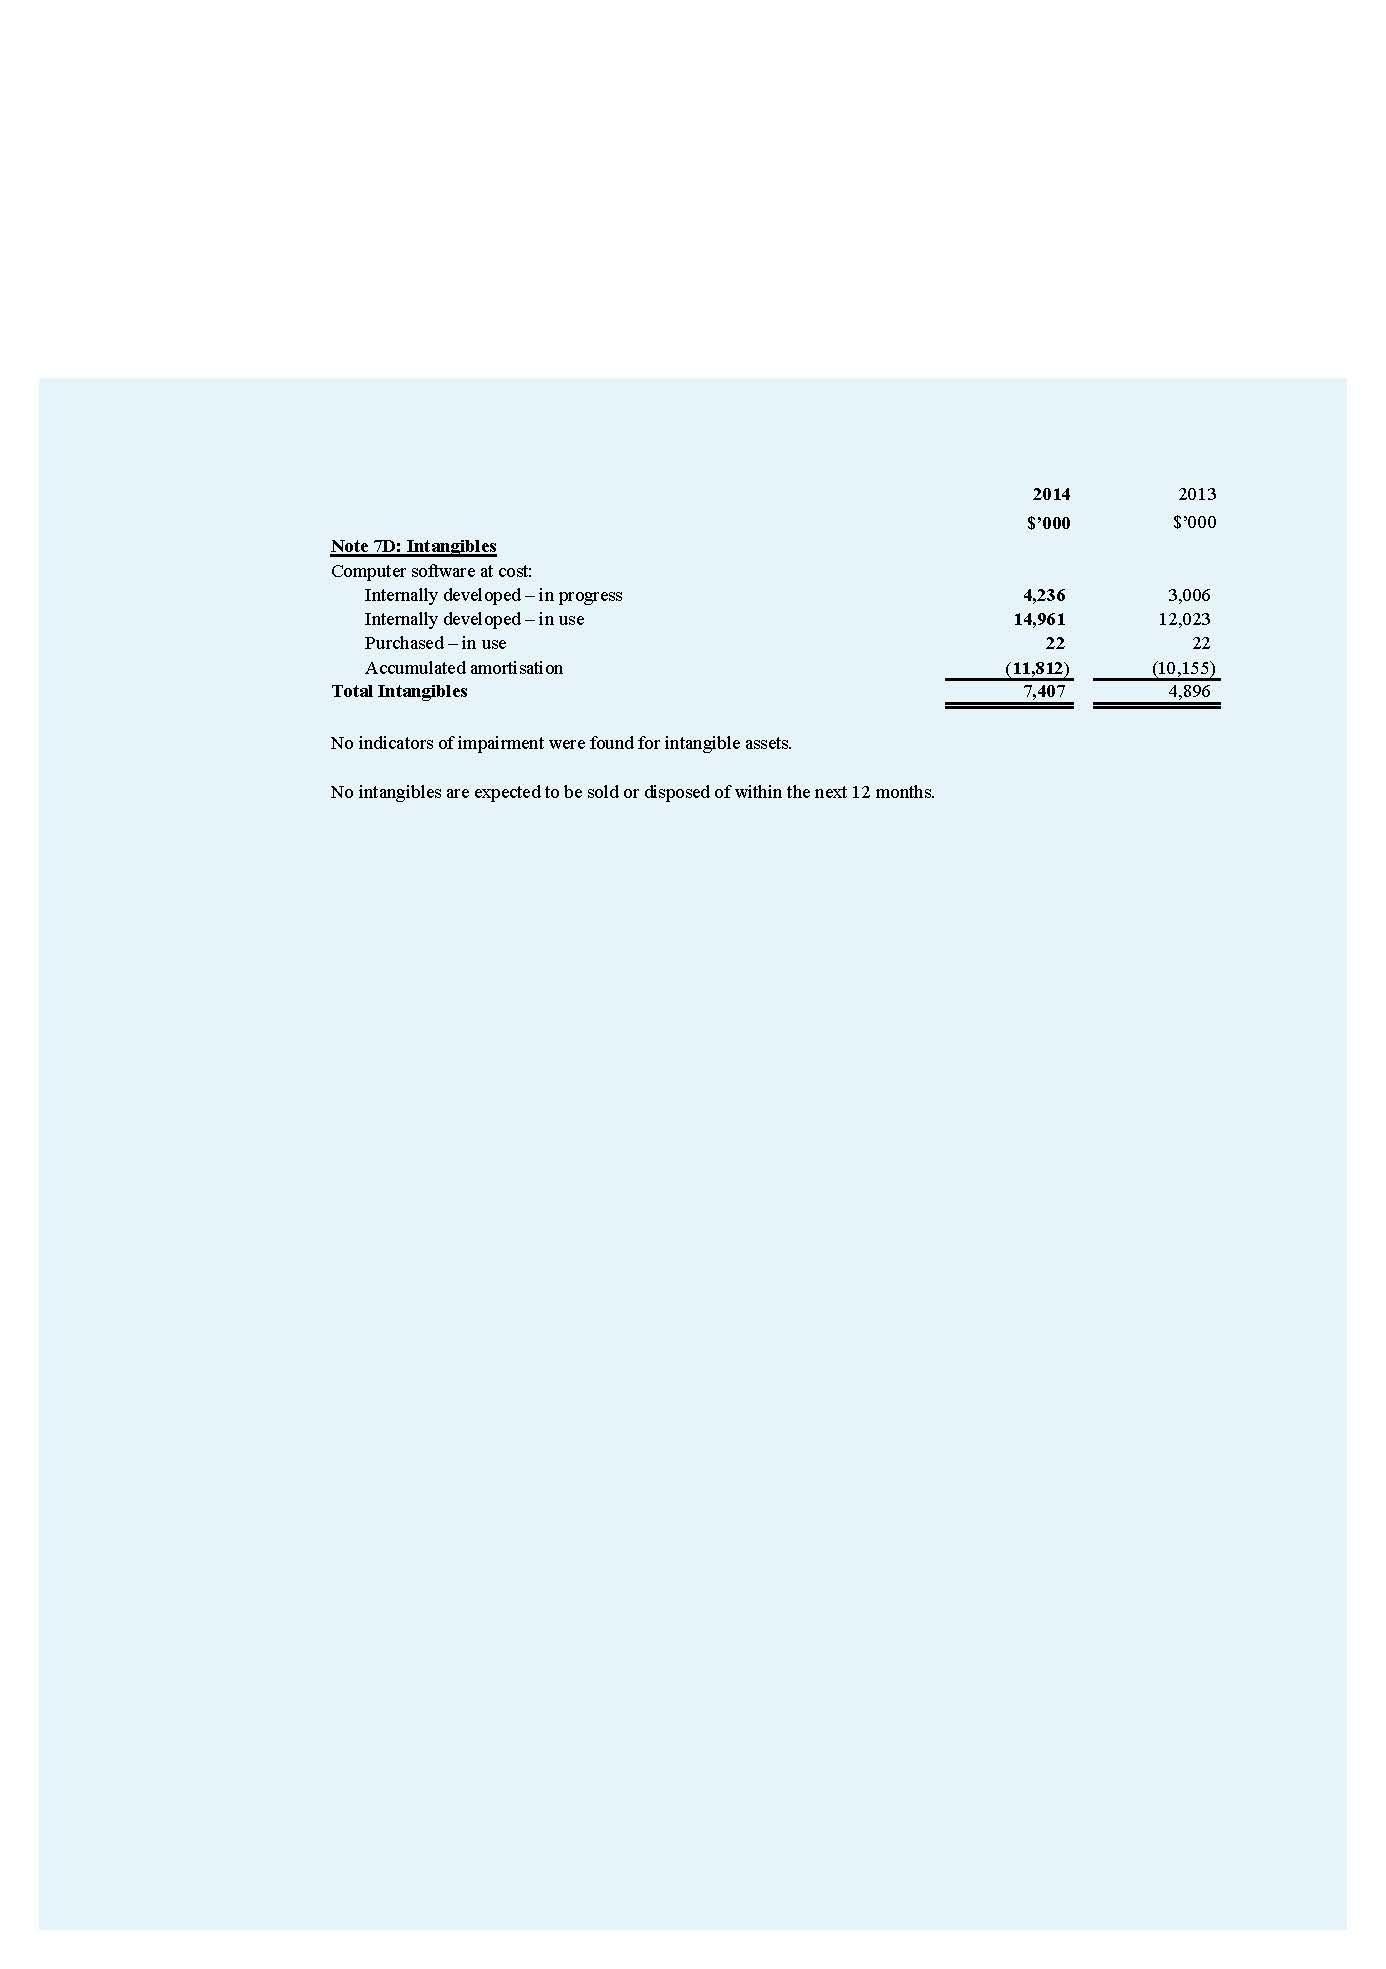 2014 2013
$’000 $’000
Note 7D: Intangibles
Computer software at cost:
Internally developed – in progress 4,236 3,006
Internally developed – in use 14,961 12,023
Purchased – in use 22 22
Accumulated amortisation (11,812) (10,155)
Total Intangibles 7,407 4,896
No indicators of impairment were found for intangible assets.
No intangibles are expected to be sold or disposed of within the next 12 months.